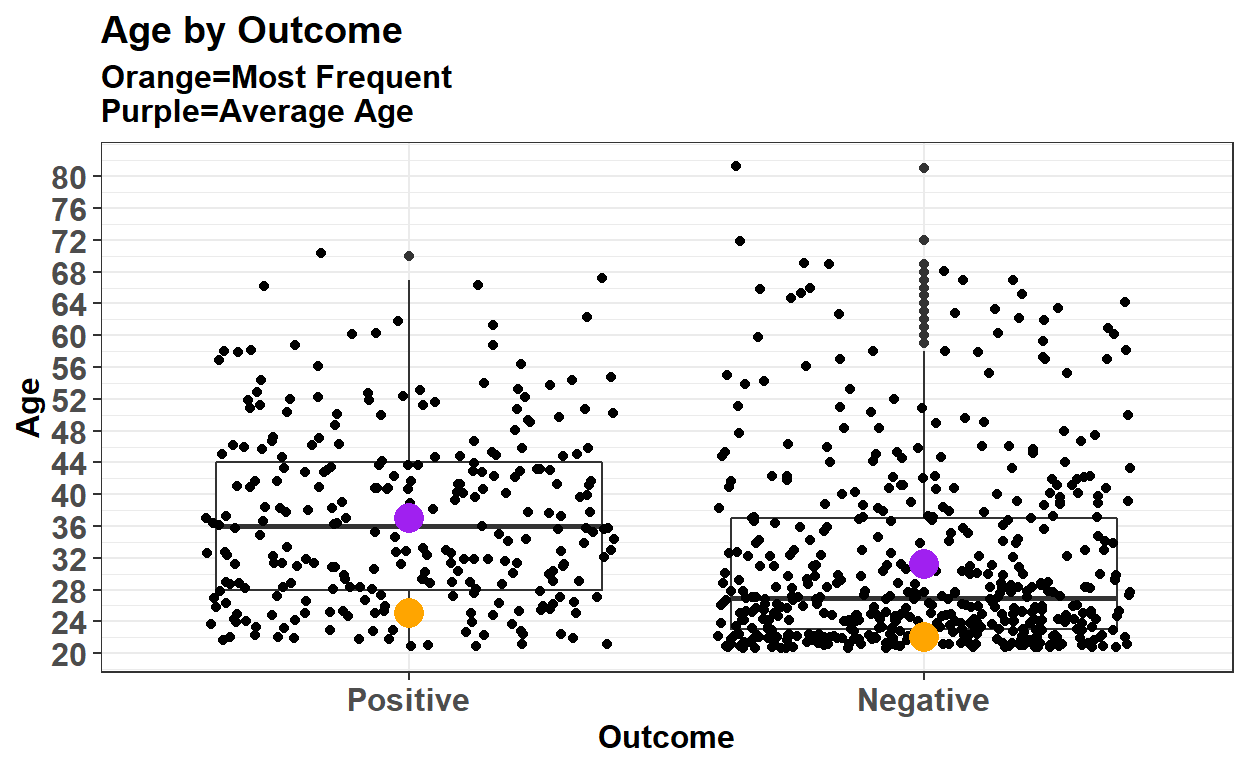 Age by Outcome
Orange=Most Frequent
Purple=Average Age
80
76
72
68
64
60
56
52
48
44
40
36
32
28
24
20
Age
Positive
Negative
Outcome